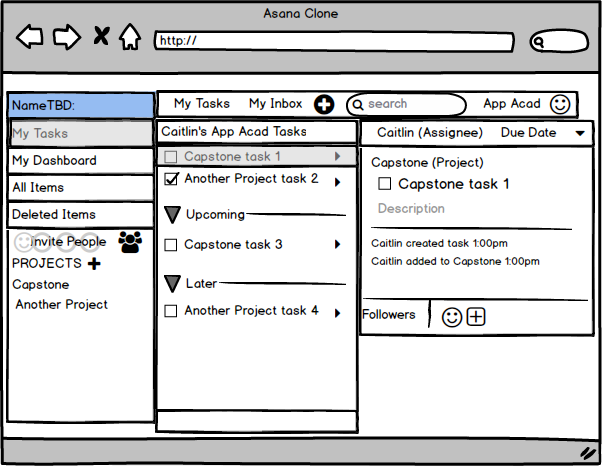 Asana Clone
http://
NameTBD:
My Tasks
My Dashboard
All Items
Deleted Items
Invite People
PROJECTS
Capstone
Another Project
My Tasks My Inbox search App Acad
Caitlin's App Acad Tasks
Capstone task 1
Another Project task 2
Upcoming
Capstone task 3
Later
Another Project task 4
Caitlin (Assignee) Due Date
Capstone (Project)
Capstone task 1
Description
Caitlin created task 1:00pm
Caitlin added to Capstone 1:00pm
Followers